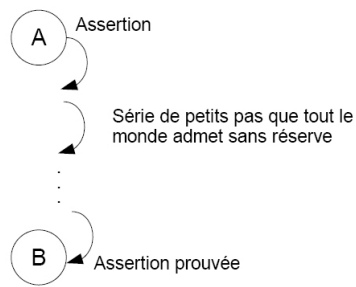 A
Assertion
Série de petits pas que tout le
monde admet sans réserve
B
Assertion prouvée